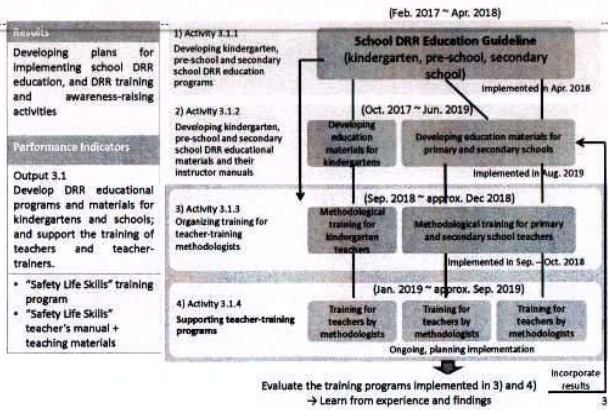 Results
Developing plans for
implementing school DRR
education, and DRR training
and awareness-raising
activities
Performance Indicators
Output 3.1
Develop DRR educational
programs and materials for
kindergartens and schools;
and support the training of
teachers and teacher-
trainers.
• "Safety Life Skills" training
program
• "Safety Life Skills"
teacher's manual +
teaching materials
(Feb. 2017 ~ Apr. 2018)
1) Activity 3.1.1
Developing kindergarten,
pre-school and secondary
school DRR education
programs
School DRR Education Guideline
(kindergarten, pre-school, secondary
school)
Implemented in Apr. 2018
(Oct. 2017 ~ Jun. 2019)
2) Activity 3.1.2
Developing kindergarten,
pre-school and secondary
school DRR educational
materials and their
instructor manuals
Developing
education
materials for
kindergartens
Developing education materials for
primary and secondary schools
Implemented in Aug. 2019
(Sep. 2018 ~ approx. Dec 2018)
3) Activity 3.1.3
Organizing training for
teacher-training
methodologists
Methodological
training for
kindergarten
teachers
Methodological training for primary
and secondary school teachers
Implemented in Sep. – Oct. 2018
(Jan. 2019 ~ approx. Sep. 2019)
4) Activity 3.1.4
Supporting teacher-training
programs
Training for
teachers by
methodologists
Training for
teachers by
methodologists
Training for
teachers by
methodologists
Ongoing, planning implementation
Evaluate the training programs implemented in 3) and 4)
→ Learn from experience and findings
Incorporate
results
3